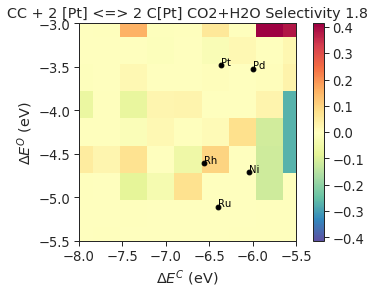 CC + 2 [Pt] <=> 2 C[Pt] CO2+H2O Selectivity 1.8
−3.0
−3.5
−4.0
−4.5
−5.0
−5.5
ΔE^O (eV)
Pt
Pd
Rh
Ni
Ru
−8.0 −7.5 −7.0 −6.5 −6.0 −5.5
ΔE^C (eV)
0.4
0.3
0.2
0.1
0.0
−0.1
−0.2
−0.3
−0.4